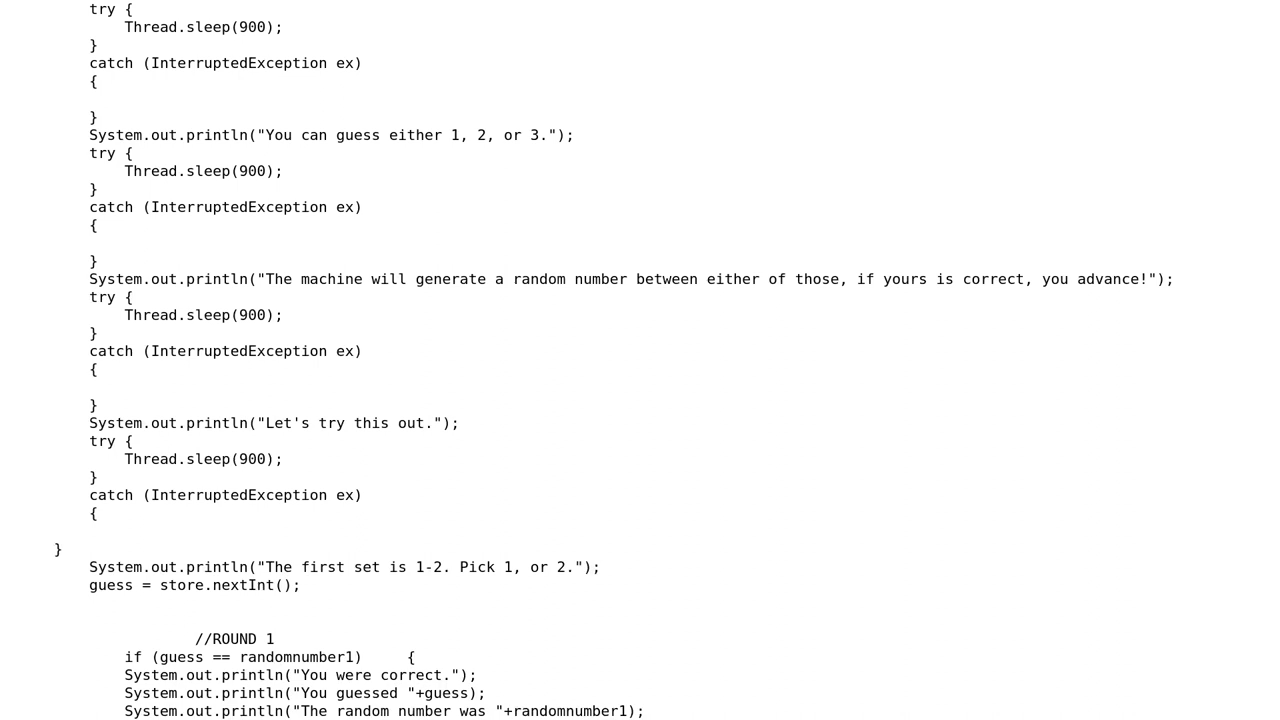 try {
Thread.sleep(900);
}
catch (InterruptedException ex)
{
}
System.out.println("You can guess either 1, 2, or 3.");
try {
Thread.sleep(900);
}
catch (InterruptedException ex)
{
}
System.out.println("The machine will generate a random number between either of those, if yours is correct, you advance!");
try {
Thread.sleep(900);
}
catch (InterruptedException ex)
{
}
System.out.println("Let's try this out.");
try {
Thread.sleep(900);
}
catch (InterruptedException ex)
{
}
System.out.println("The first set is 1-2. Pick 1, or 2.");
guess = store.nextInt();
//ROUND 1
if (guess == randomnumber1)     {
System.out.println("You were correct.");
System.out.println("You guessed "+guess);
System.out.println("The random number was "+randomnumber1);